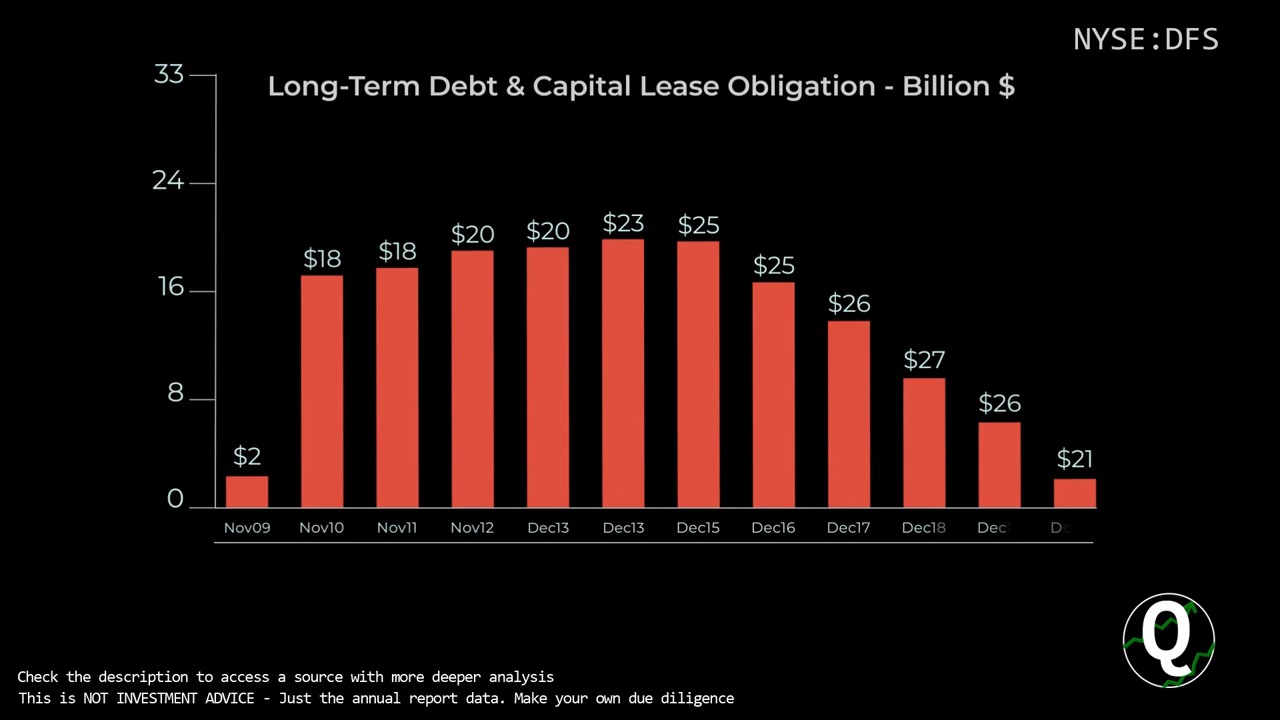 NYSE:DFS
Long-Term Debt & Capital Lease Obligation - Billion $
33
24
16
8
0
$2 $18 $18 $20 $20 $23 $25 $25 $26 $27 $26 $21
Nov09 Nov10 Nov11 Nov12 Dec13 Dec13 Dec15 Dec16 Dec17 Dec18 Dec
Q
Check the description to access a source with more deeper analysis
This is NOT INVESTMENT ADVICE - Just the annual report data. Make your own due diligence